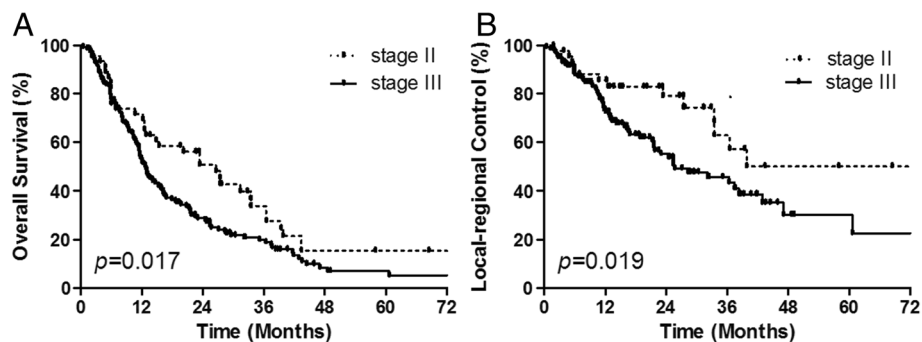 A
Overall Survival (%)
100
80
60
40
20
0
stage II
stage III
p=0.017
0 12 24 36 48 60 72
Time (Months)
B
Local-regional Control (%)
100
80
60
40
20
0
stage II
stage III
p=0.019
0 12 24 36 48 60 72
Time (Months)